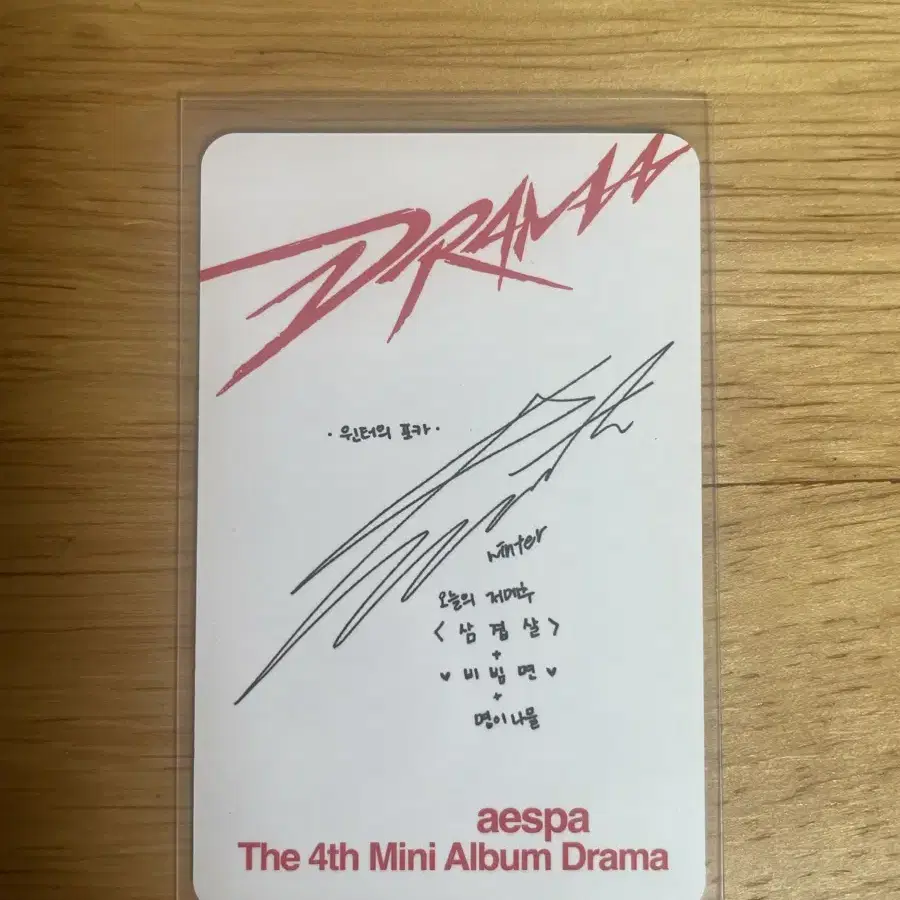 DRAMA
·윈터의 포카·
winter
오늘의 저메추
<삼겹살>
+
♥비빔면♥
+
명이나물
aespa
The 4th Mini Album Drama